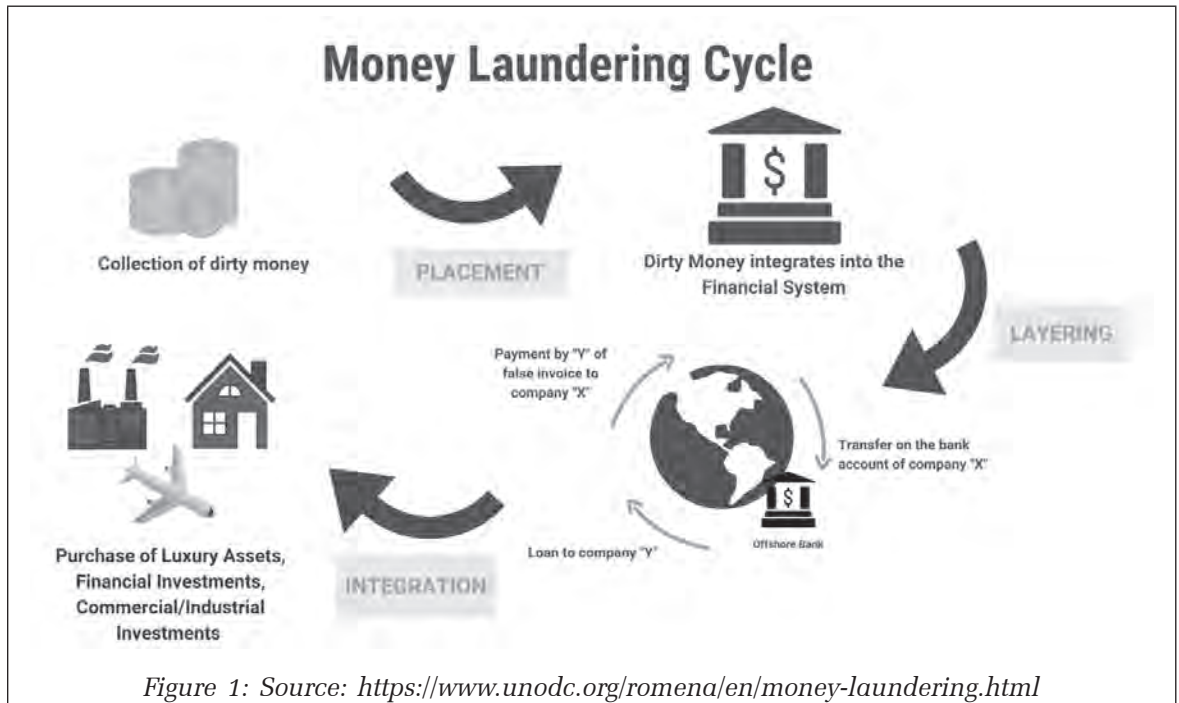 Money Laundering Cycle
$
Collection of dirty money
PLACEMENT
Dirty Money integrates into the
Financial System
LAYERING
Payment by "Y" of
false invoice to
company "X"
Transfer on the bank
account of company "X"
$
Offshore Bank
Loan to company "Y"
INTEGRATION
Purchase of Luxury Assets,
Financial Investments,
Commercial/Industrial
Investments
Figure 1: Source: https://www.unodc.org/romena/en/money-laundering.html